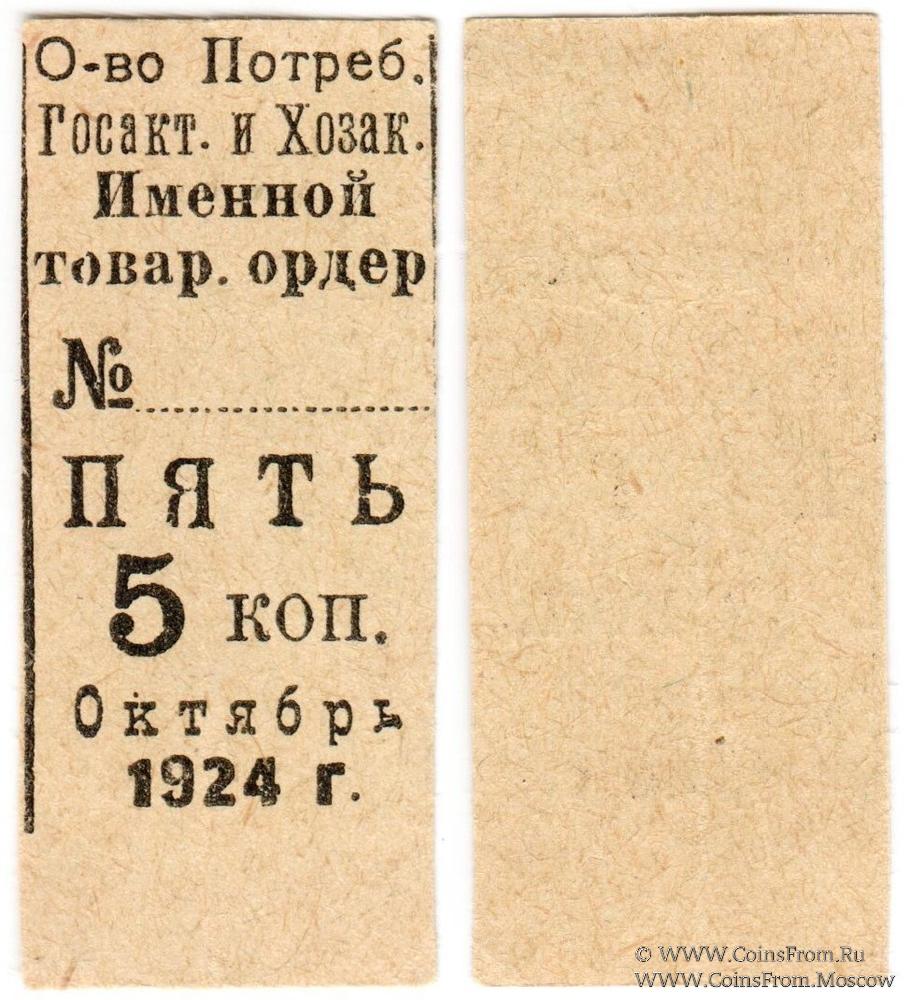 О-во Потреб.
Госакт. и Хозак.
Именной
товар. ордер
№
ПЯТЬ
5 коп.
Октябрь
1924 г.
© WWW.CoinsFrom.Ru
WWW.CoinsFrom.Moscow